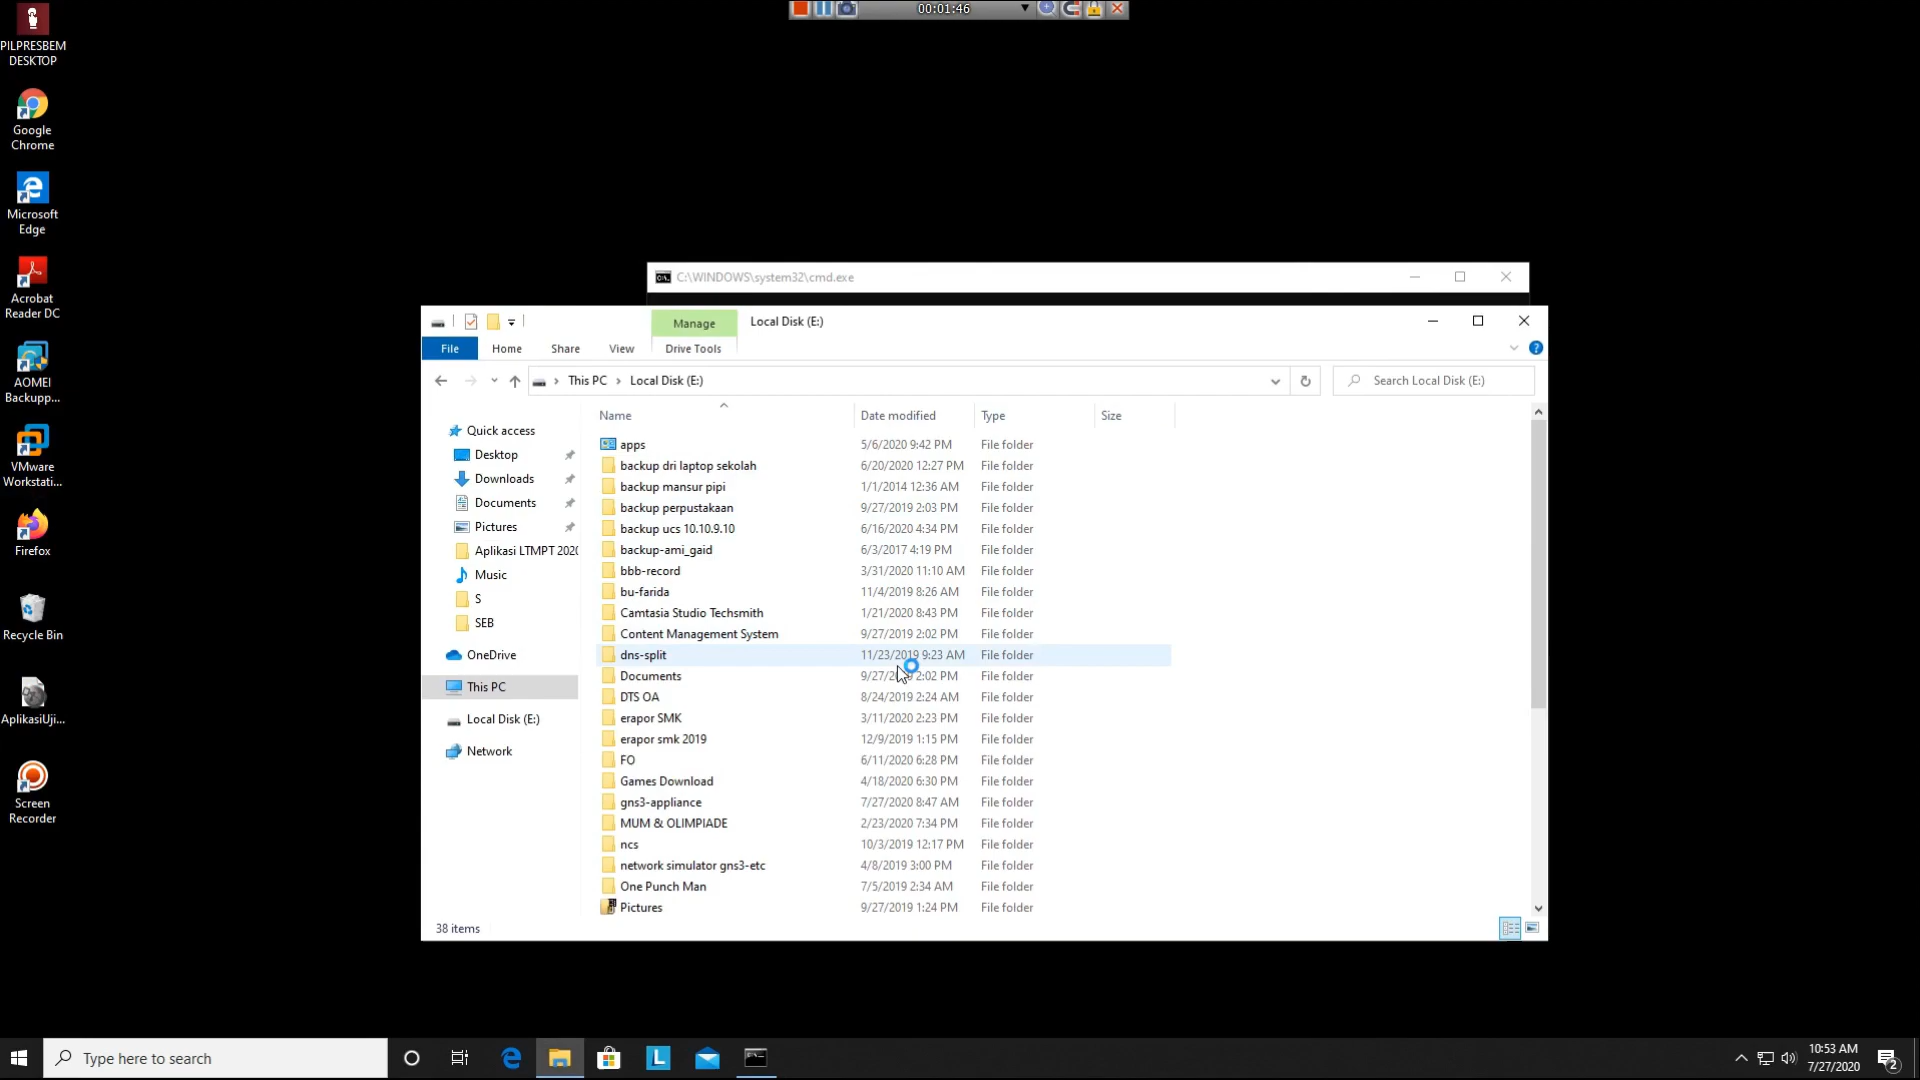 00:01:46
PILPRESBEM
DESKTOP
Google
Chrome
Microsoft
Edge
Acrobat
Reader DC
AOMEI
Backupp...
VMware
Workstati...
Firefox
Recycle Bin
AplikasiUji...
Screen
Recorder
C:\WINDOWS\system32\cmd.exe
Manage
Local Disk (E:)
File
Home
Share
View
Drive Tools
This PC > Local Disk (E:)
Search Local Disk (E:)
Quick access
Desktop
Downloads
Documents
Pictures
Aplikasi LTMPT 2020
Music
S
SEB
OneDrive
This PC
Local Disk (E:)
Network
Name Date modified Type Size
apps 5/6/2020 9:42 PM File folder
backup dri laptop sekolah 6/20/2020 12:27 PM File folder
backup mansur pipi 1/1/2014 12:36 AM File folder
backup perpustakaan 9/27/2019 2:03 PM File folder
backup ucs 10.10.9.10 6/16/2020 4:34 PM File folder
backup-ami_gaid 6/3/2017 4:19 PM File folder
bbb-record 3/31/2020 11:10 AM File folder
bu-farida 11/4/2019 8:26 AM File folder
Camtasia Studio Techsmith 1/21/2020 8:43 PM File folder
Content Management System 9/27/2019 2:02 PM File folder
dns-split 11/23/2019 9:23 AM File folder
Documents 9/27/2019 2:02 PM File folder
DTS OA 8/24/2019 2:24 AM File folder
erapor SMK 3/11/2020 2:23 PM File folder
erapor smk 2019 12/9/2019 1:15 PM File folder
FO 6/11/2020 6:28 PM File folder
Games Download 4/18/2020 6:30 PM File folder
gns3-appliance 7/27/2020 8:47 AM File folder
MUM & OLIMPIADE 2/23/2020 7:34 PM File folder
ncs 10/3/2019 12:17 PM File folder
network simulator gns3-etc 4/8/2019 3:00 PM File folder
One Punch Man 7/5/2019 2:34 AM File folder
Pictures 9/27/2019 1:24 PM File folder
38 items
Type here to search
10:53 AM
7/27/2020
2